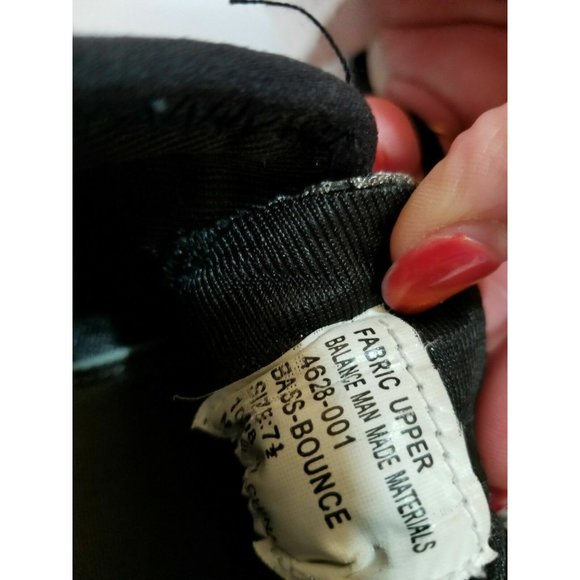 FABRIC UPPER
BALANCE MAN MADE MATERIALS
4628-001
BASS-BOUNCE
SIZE:7½